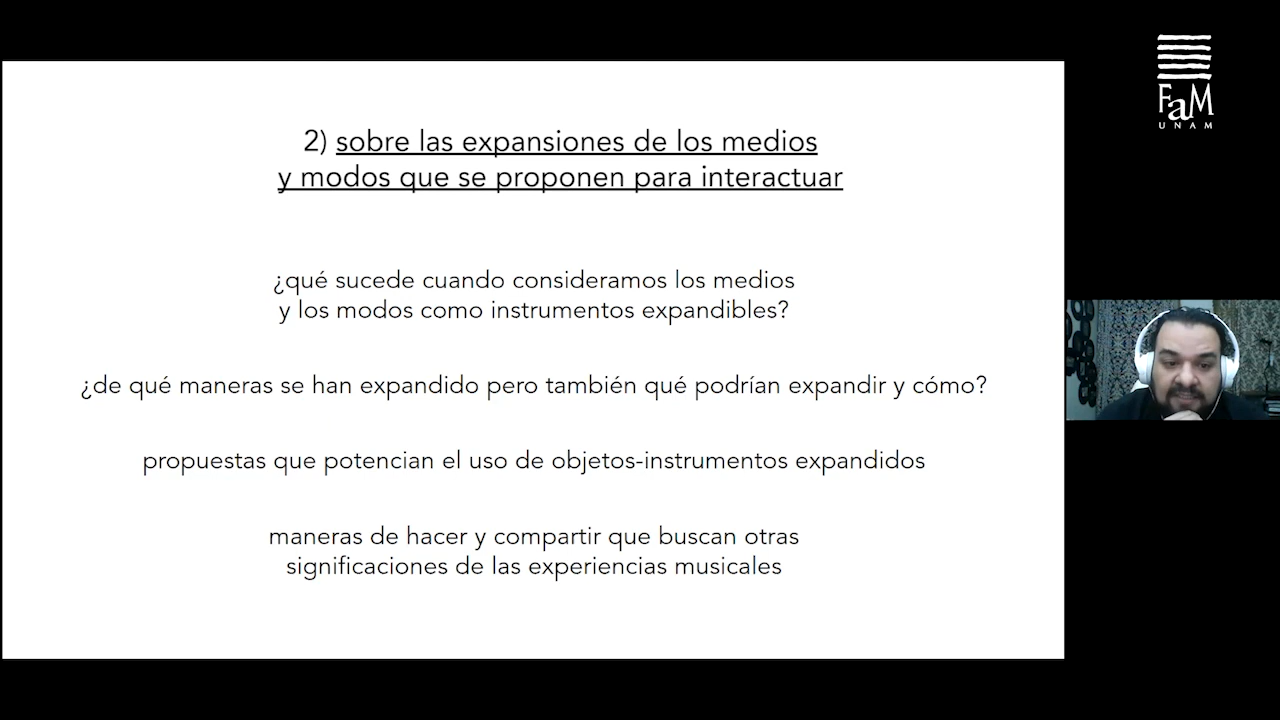 2) sobre las expansiones de los medios
y modos que se proponen para interactuar
¿qué sucede cuando consideramos los medios
y los modos como instrumentos expandibles?
¿de qué maneras se han expandido pero también qué podrían expandir y cómo?
propuestas que potencian el uso de objetos-instrumentos expandidos
maneras de hacer y compartir que buscan otras
significaciones de las experiencias musicales
FaM
UNAM